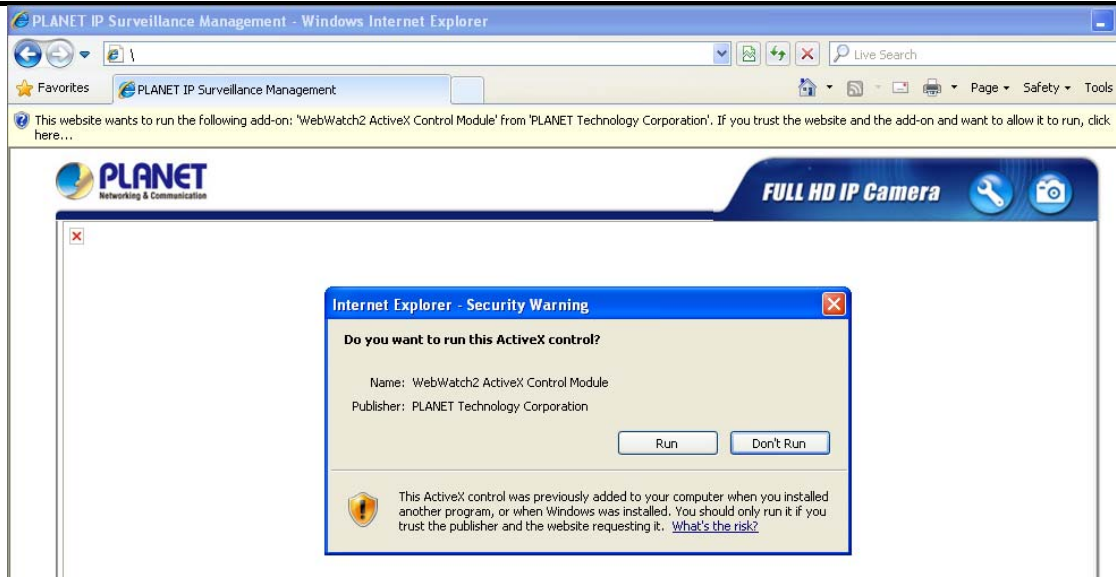 PLANET IP Surveillance Management - Windows Internet Explorer
\
Live Search
Favorites
PLANET IP Surveillance Management
Page
Safety
Tools
This website wants to run the following add-on: 'WebWatch2 ActiveX Control Module' from 'PLANET Technology Corporation'. If you trust the website and the add-on and want to allow it to run, click
here...
PLANET
Networking & Communication
FULL HD IP Camera
Internet Explorer - Security Warning
Do you want to run this ActiveX control?
Name: WebWatch2 ActiveX Control Module
Publisher: PLANET Technology Corporation
Run
Don't Run
This ActiveX control was previously added to your computer when you installed
another program, or when Windows was installed. You should only run it if you
trust the publisher and the website requesting it. What's the risk?